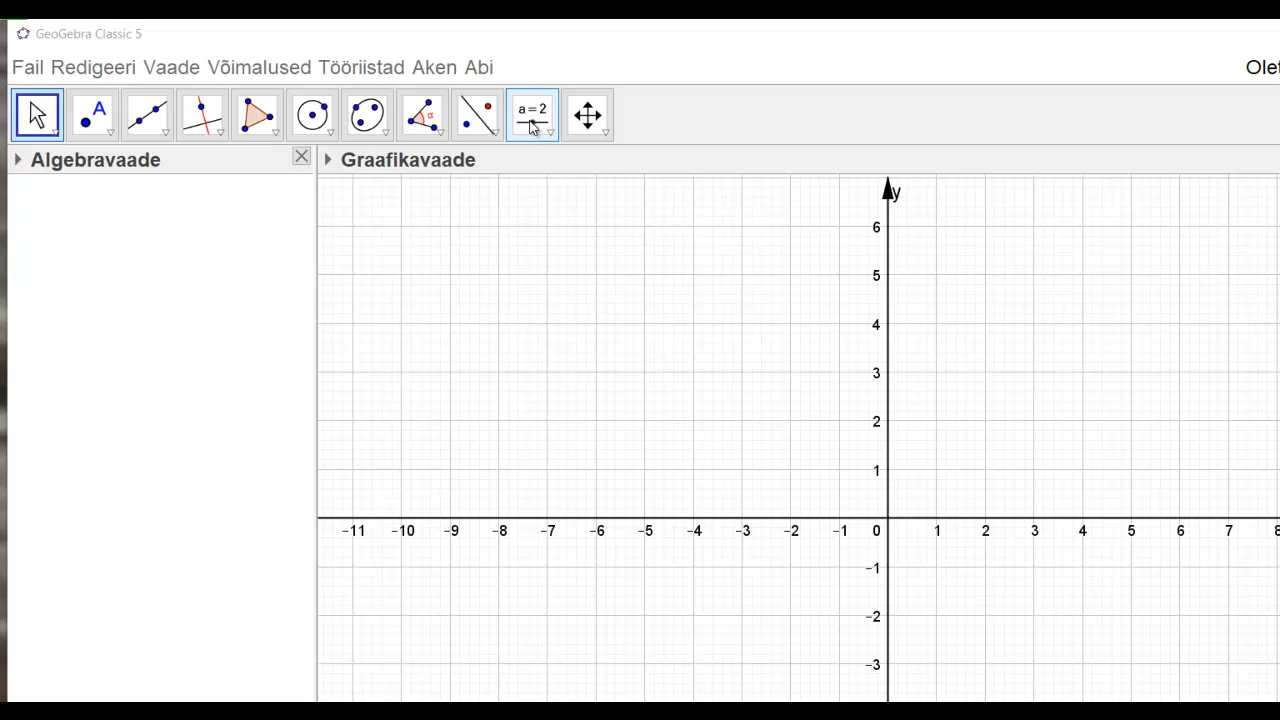 GeoGebra Classic 5
Fail Redigeeri Vaade Võimalused Tööriistad Aken Abi
Olet
A
α
a=2
Algebravaade
Graafikavaade
y
6
5
4
3
2
1
−11 −10 −9 −8 −7 −6 −5 −4 −3 −2 −1 0 1 2 3 4 5 6 7 8
−1
−2
−3